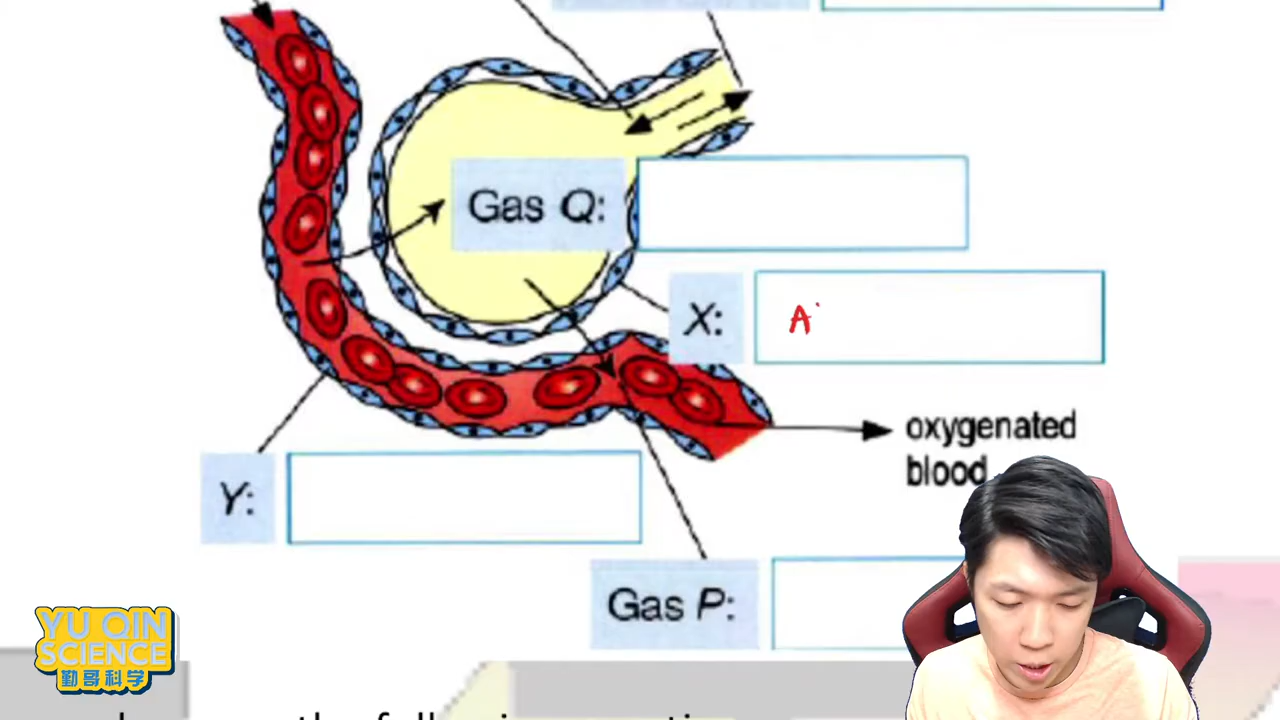 Gas Q:
X:
A
oxygenated
blood
Y:
Gas P:
YU QIN
SCIENCE
勤哥科学